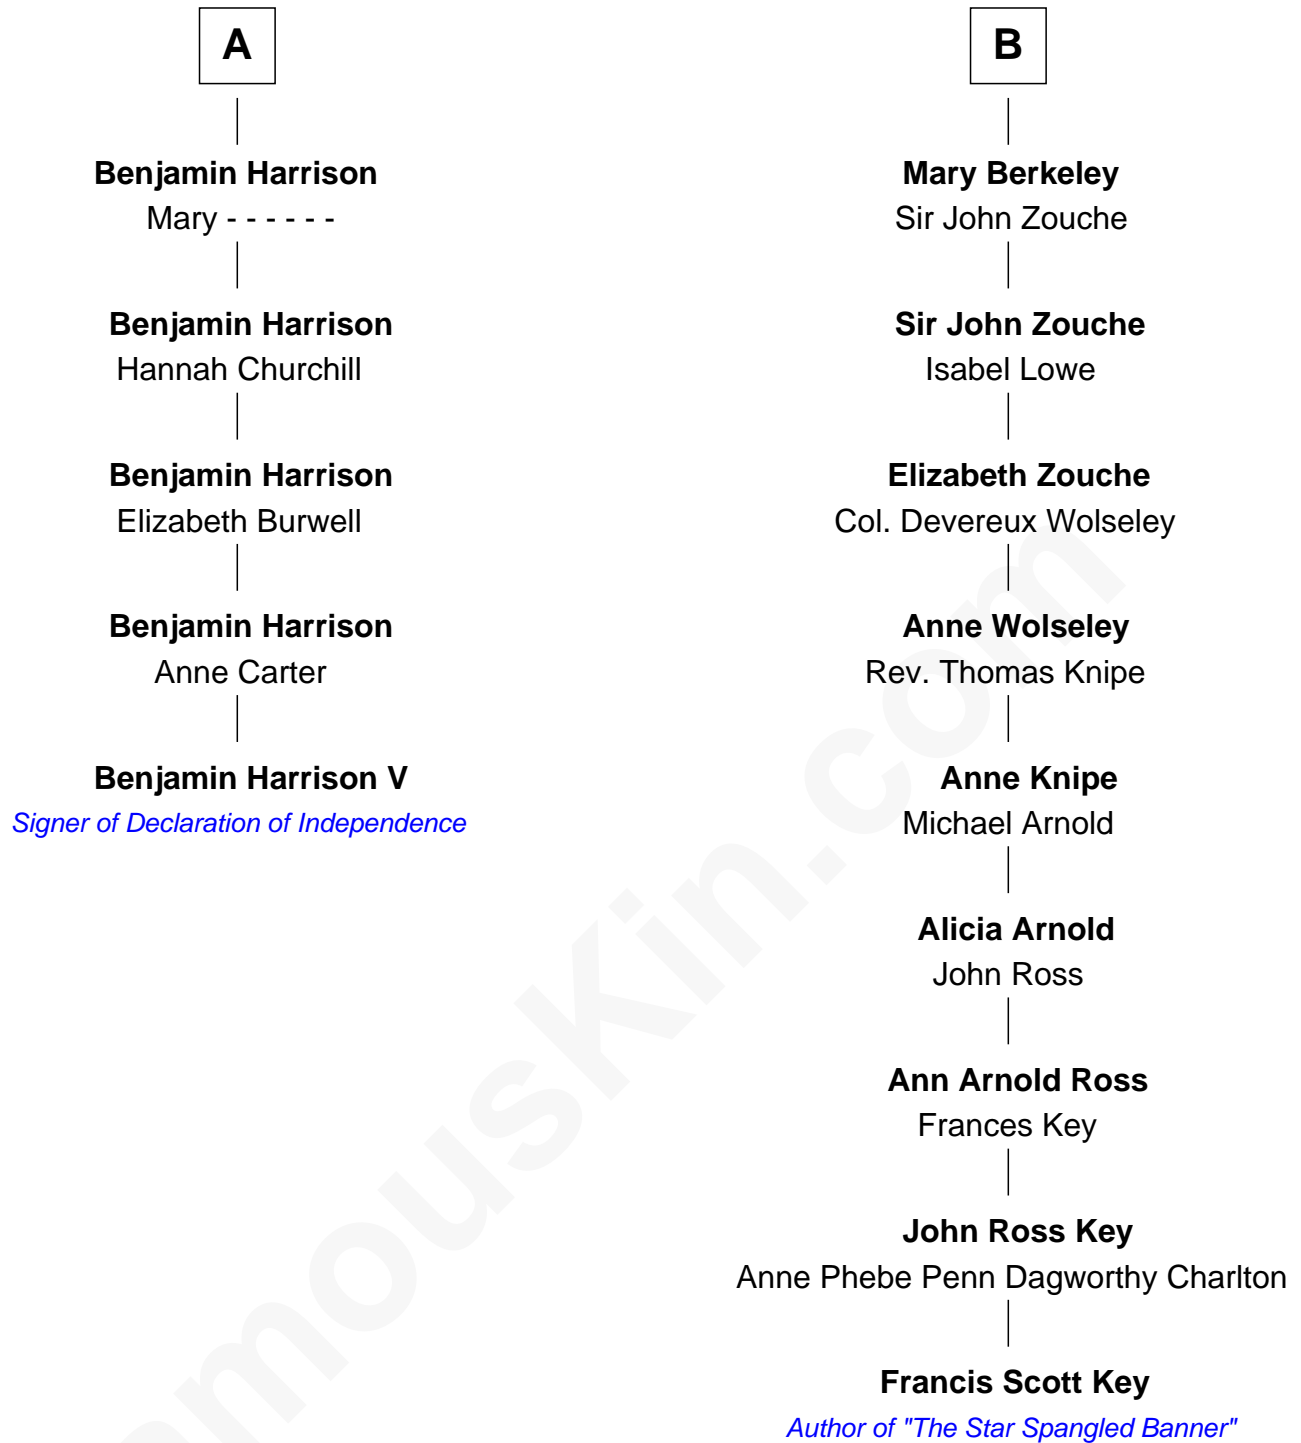 A
Benjamin Harrison
Mary - - - - - -
Benjamin Harrison
Hannah Churchill
Benjamin Harrison
Elizabeth Burwell
Benjamin Harrison
Anne Carter
Benjamin Harrison V
Signer of Declaration of Independence
B
Mary Berkeley
Sir John Zouche
Sir John Zouche
Isabel Lowe
Elizabeth Zouche
Col. Devereux Wolseley
Anne Wolseley
Rev. Thomas Knipe
Anne Knipe
Michael Arnold
Alicia Arnold
John Ross
Ann Arnold Ross
Frances Key
John Ross Key
Anne Phebe Penn Dagworthy Charlton
Francis Scott Key
Author of "The Star Spangled Banner"
amousKin.com